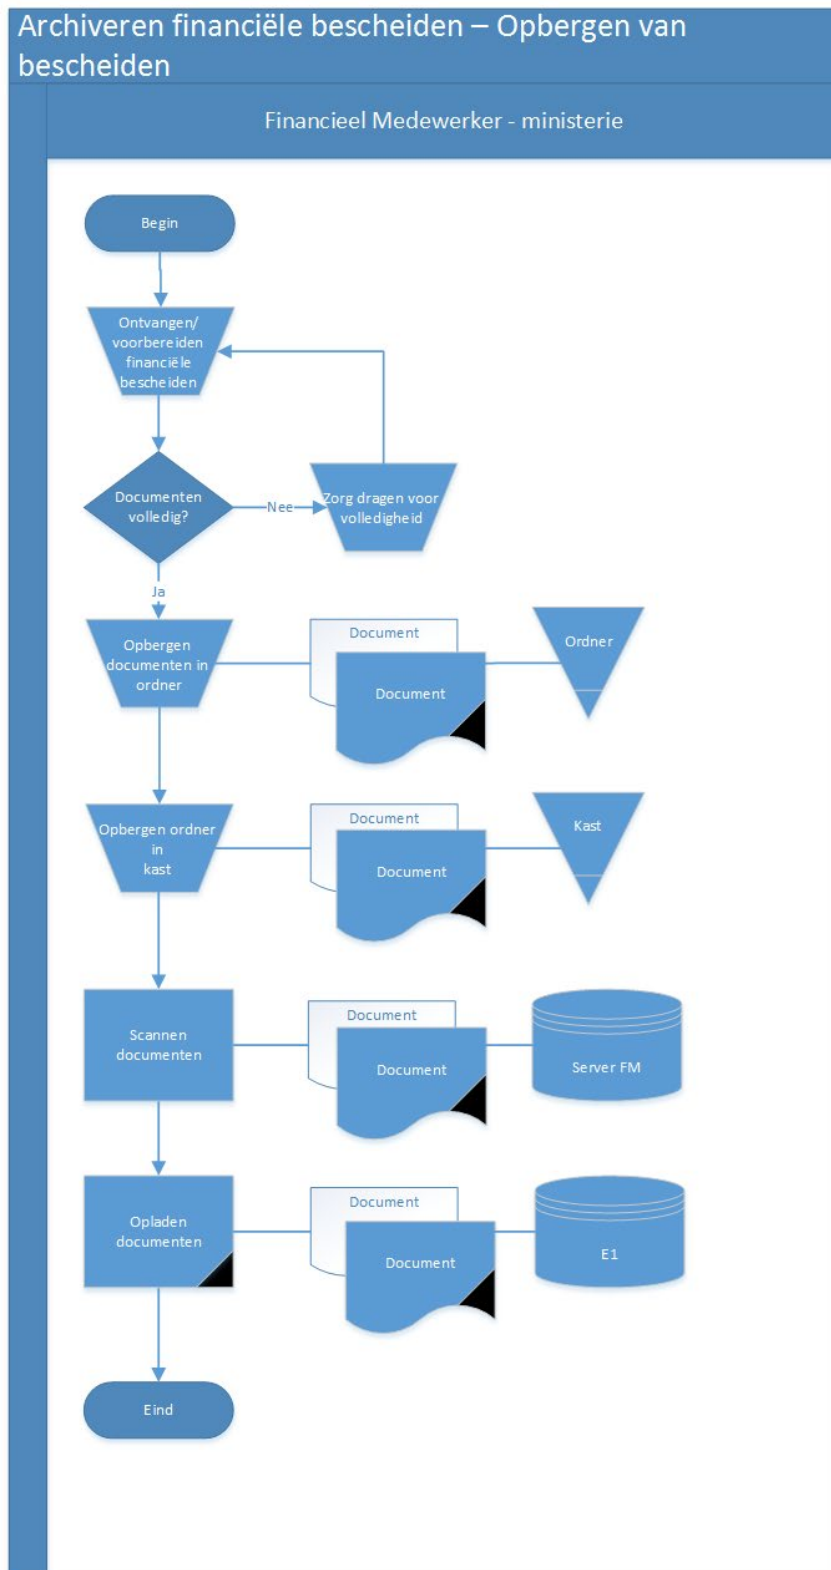 Archiveren financiële bescheiden – Opbergen van
bescheiden
Financieel Medewerker - ministerie
Begin
Ontvangen/
voorbereiden
financiële
bescheiden
Documenten
volledig?
Nee
Zorg dragen voor
volledigheid
Ja
Opbergen
documenten in
ordner
Document
Document
Ordner
Opbergen ordner
in
kast
Document
Document
Kast
Scannen
documenten
Document
Document
Server FM
Opladen
documenten
Document
Document
E1
Eind